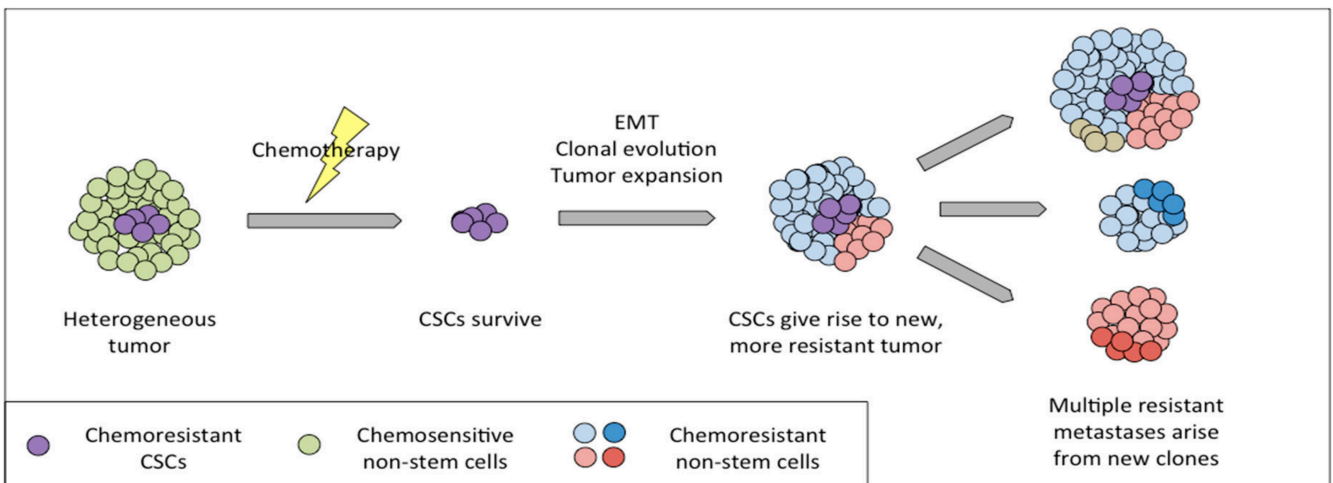 Chemotherapy
EMT
Clonal evolution
Tumor expansion
Heterogeneous
tumor
CSCs survive
CSCs give rise to new,
more resistant tumor
Multiple resistant
metastases arise
from new clones
Chemoresistant
CSCs
Chemosensitive
non-stem cells
Chemoresistant
non-stem cells